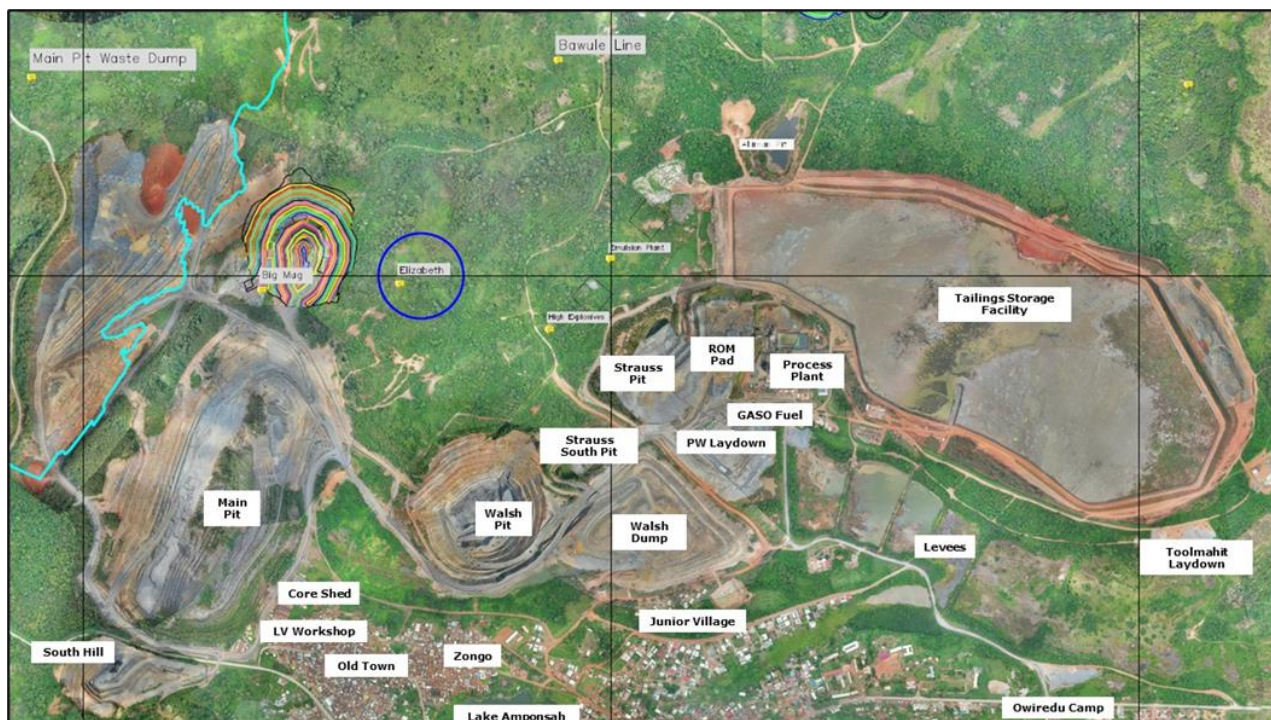 Main Pit Waste Dump
Bawule Line
Big Mug
Elizabeth
Emulsion Plant
High Explosives
Tailings Storage
Facility
Strauss
Pit
ROM
Pad
Process
Plant
GASO Fuel
PW Laydown
Strauss
South Pit
Main
Pit
Walsh
Pit
Walsh
Dump
Levees
Toolmahit
Laydown
Core Shed
LV Workshop
Junior Village
South Hill
Old Town
Zongo
Owiredu Camp
Lake Amponsah